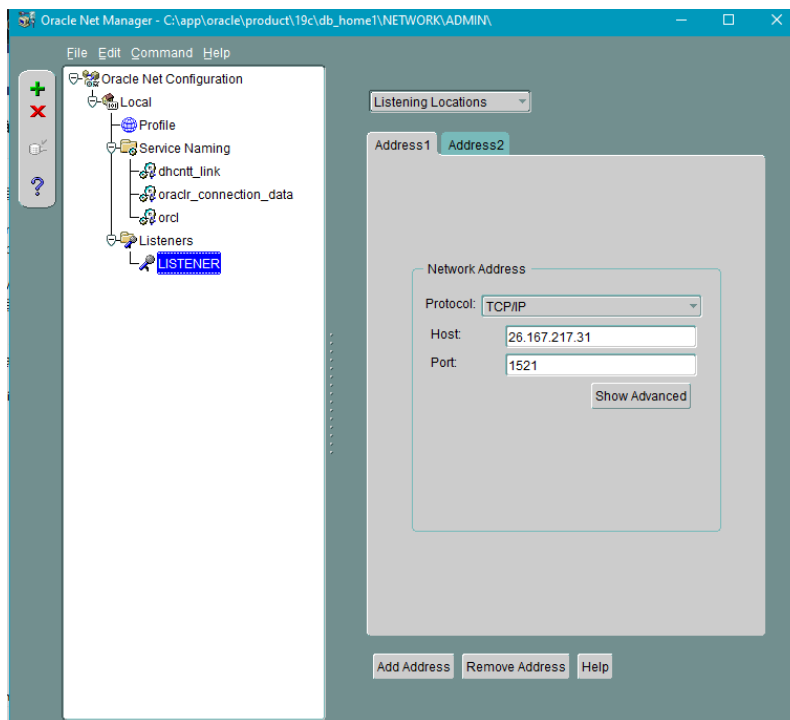 Oracle Net Manager - C:\app\oracle\product\19c\db_home1\NETWORK\ADMIN\
File Edit Command Help
Oracle Net Configuration
Local
Profile
Service Naming
dhcntt_link
oraclr_connection_data
orcl
Listeners
LISTENER
Listening Locations
Address1 Address2
Network Address
Protocol: TCP/IP
Host: 26.167.217.31
Port: 1521
Show Advanced
Add Address Remove Address Help